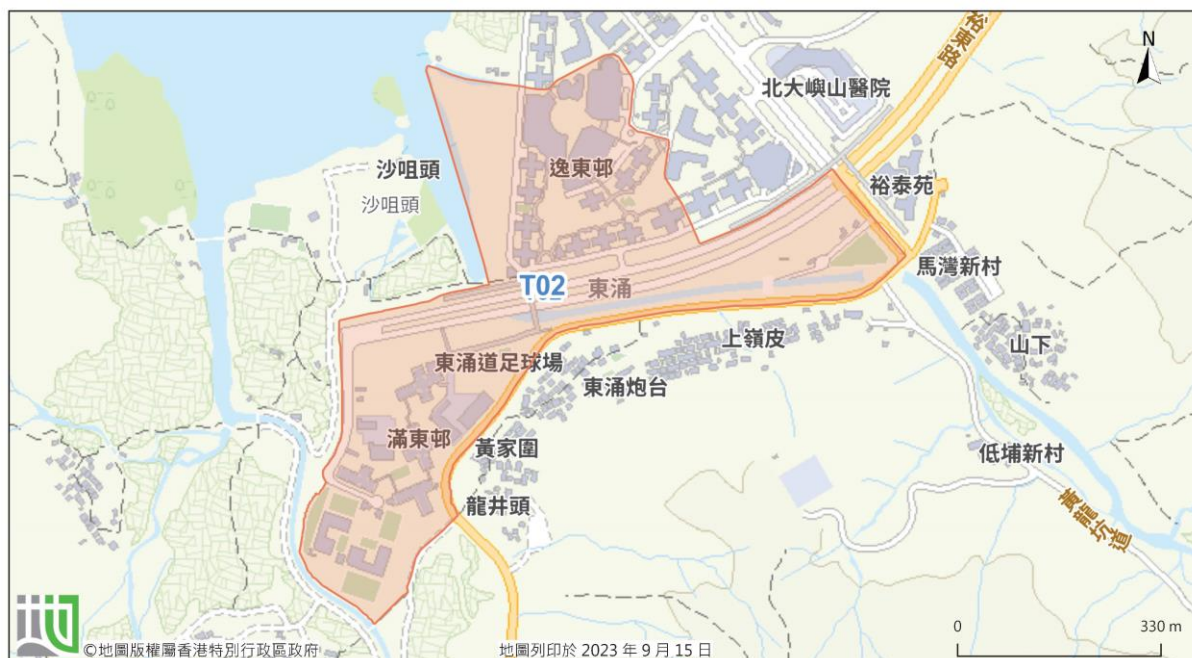 N
裕東路
北大嶼山醫院
逸東邨
沙咀頭
裕泰苑
沙咀頭
馬灣新村
T02
東涌
上嶺皮
山下
東涌道足球場
東涌炮台
滿東邨
黃家圍
低埔新村
龍井頭
黃龍坑道
0
330 m
©地圖版權屬香港特別行政區政府
地圖列印於 2023 年 9 月 15 日